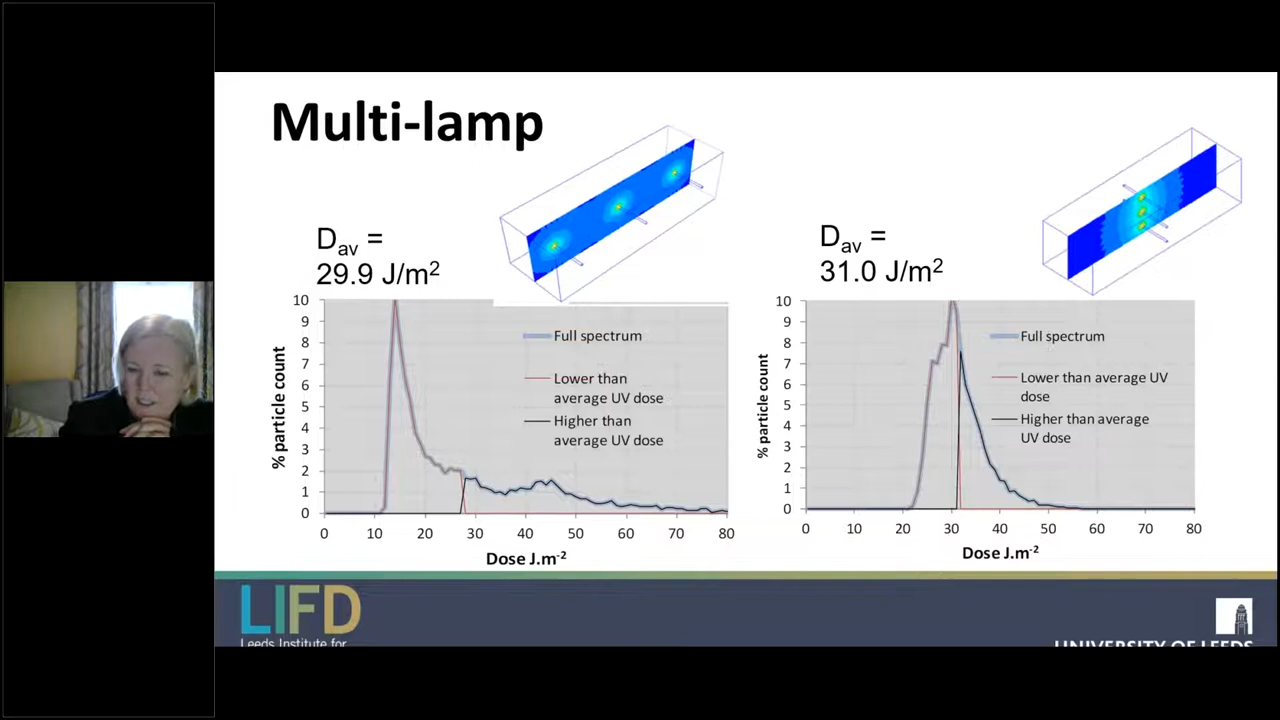 Multi-lamp
Dav =
29.9 J/m2
10
9
8
7
6
5
4
3
2
1
0
% particle count
Full spectrum
Lower than
average UV dose
Higher than
average UV dose
0 10 20 30 40 50 60 70 80
Dose J.m-2
Dav =
31.0 J/m2
10
9
8
7
6
5
4
3
2
1
0
% particle count
Full spectrum
Lower than average UV
dose
Higher than average
UV dose
0 10 20 30 40 50 60 70 80
Dose J.m-2
LIFD
Leeds Institute for
UNIVERSITY OF LEEDS